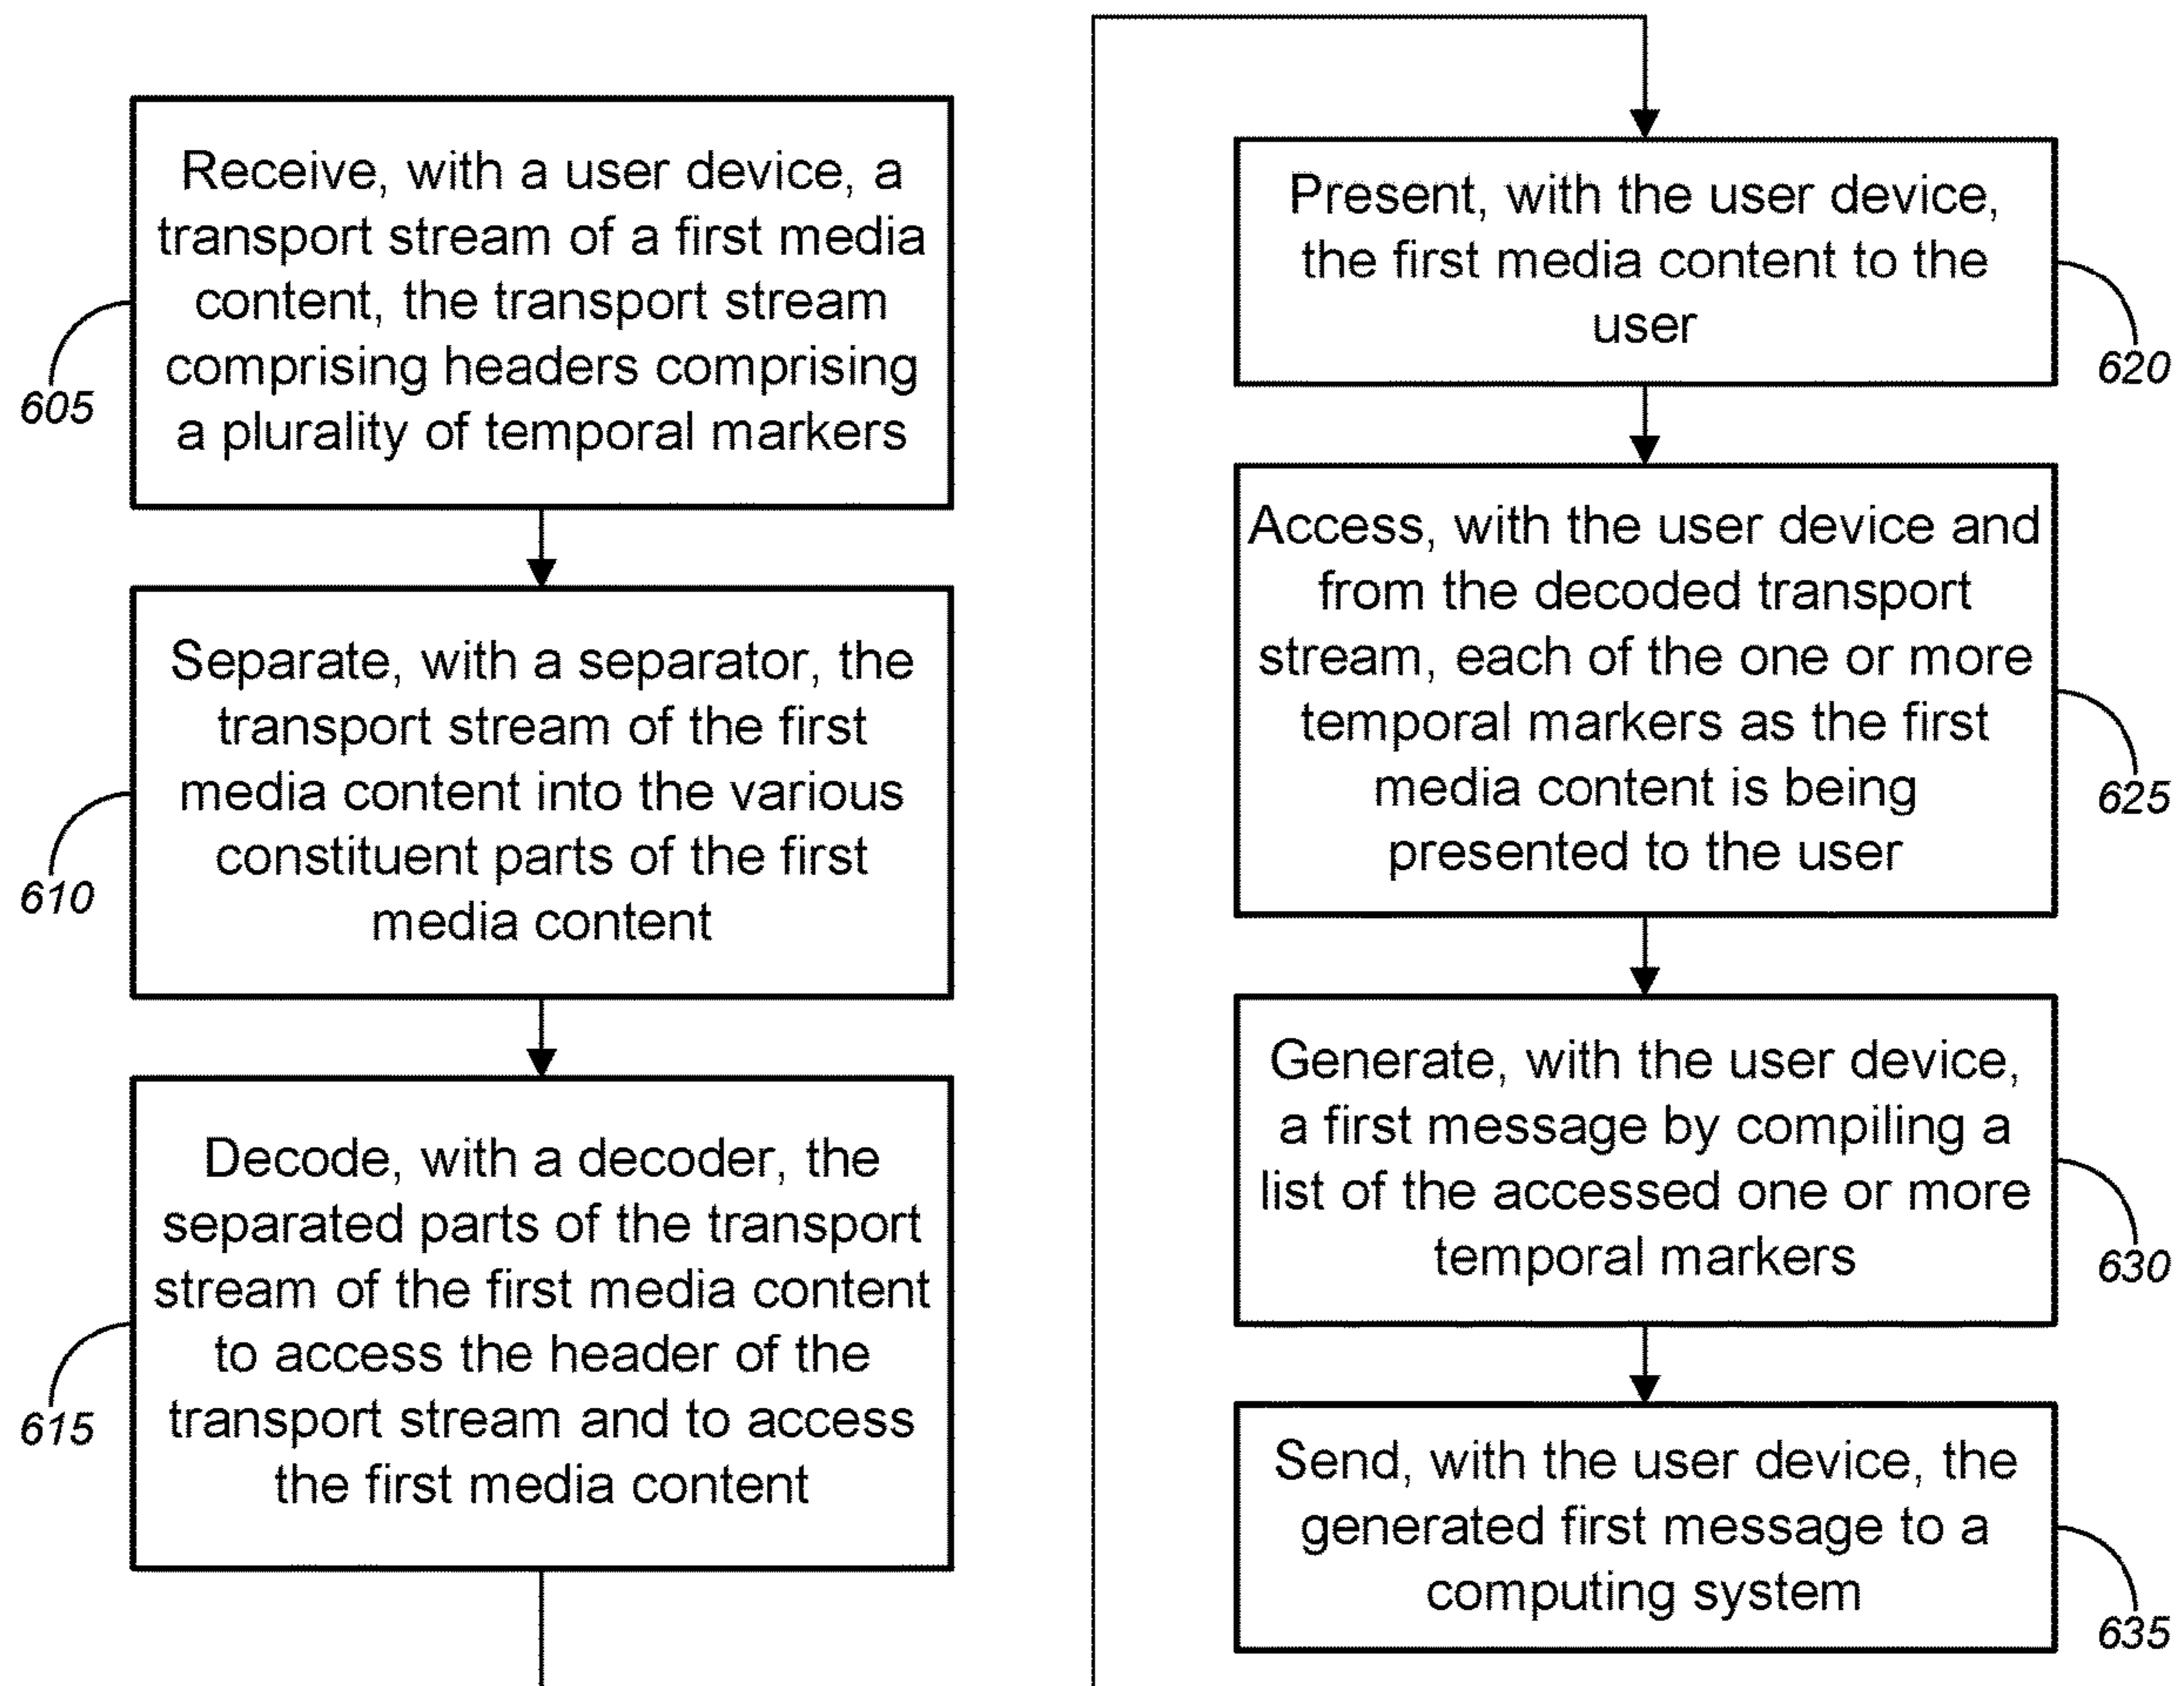 Receive, with a user device, a
transport stream of a first media
content, the transport stream
comprising headers comprising
a plurality of temporal markers
605
Separate, with a separator, the
transport stream of the first
media content into the various
constituent parts of the first
media content
610
Decode, with a decoder, the
separated parts of the transport
stream of the first media content
to access the header of the
transport stream and to access
the first media content
615
Present, with the user device,
the first media content to the
user
620
Access, with the user device and
from the decoded transport
stream, each of the one or more
temporal markers as the first
media content is being
presented to the user
625
Generate, with the user device,
a first message by compiling a
list of the accessed one or more
temporal markers
630
Send, with the user device, the
generated first message to a
computing system
635